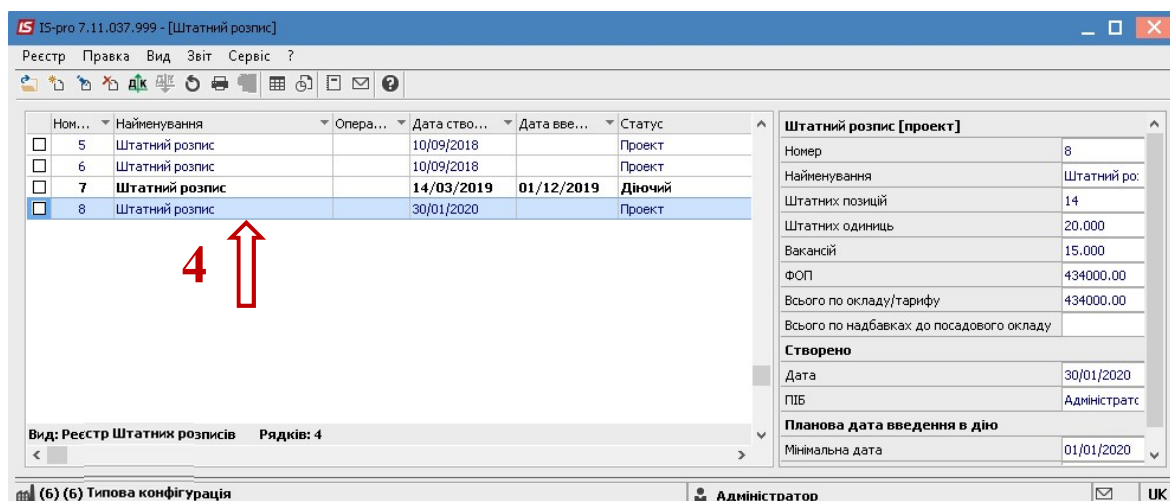 IS-pro 7.11.037.999 - [Штатний розпис]
Реєстр Правка Вид Звіт Сервіс ?
Ном... Найменування Опера... Дата ство... Дата вве... Статус
5 Штатний розпис 10/09/2018 Проект
6 Штатний розпис 10/09/2018 Проект
7 Штатний розпис 14/03/2019 01/12/2019 Діючий
8 Штатний розпис 30/01/2020 Проект
4
Вид: Реєстр Штатних розписів Рядків: 4
Штатний розпис [проект]
Номер 8
Найменування Штатний ро
Штатних позицій 14
Штатних одиниць 20.000
Вакансій 15.000
ФОП 434000.00
Всього по окладу/тарифу 434000.00
Всього по надбавках до посадового окладу
Створено
Дата 30/01/2020
ПІБ Адміністрато
Планова дата введення в дію
Мінімальна дата 01/01/2020
(6) (6) Типова конфігурація Адміністратор UK